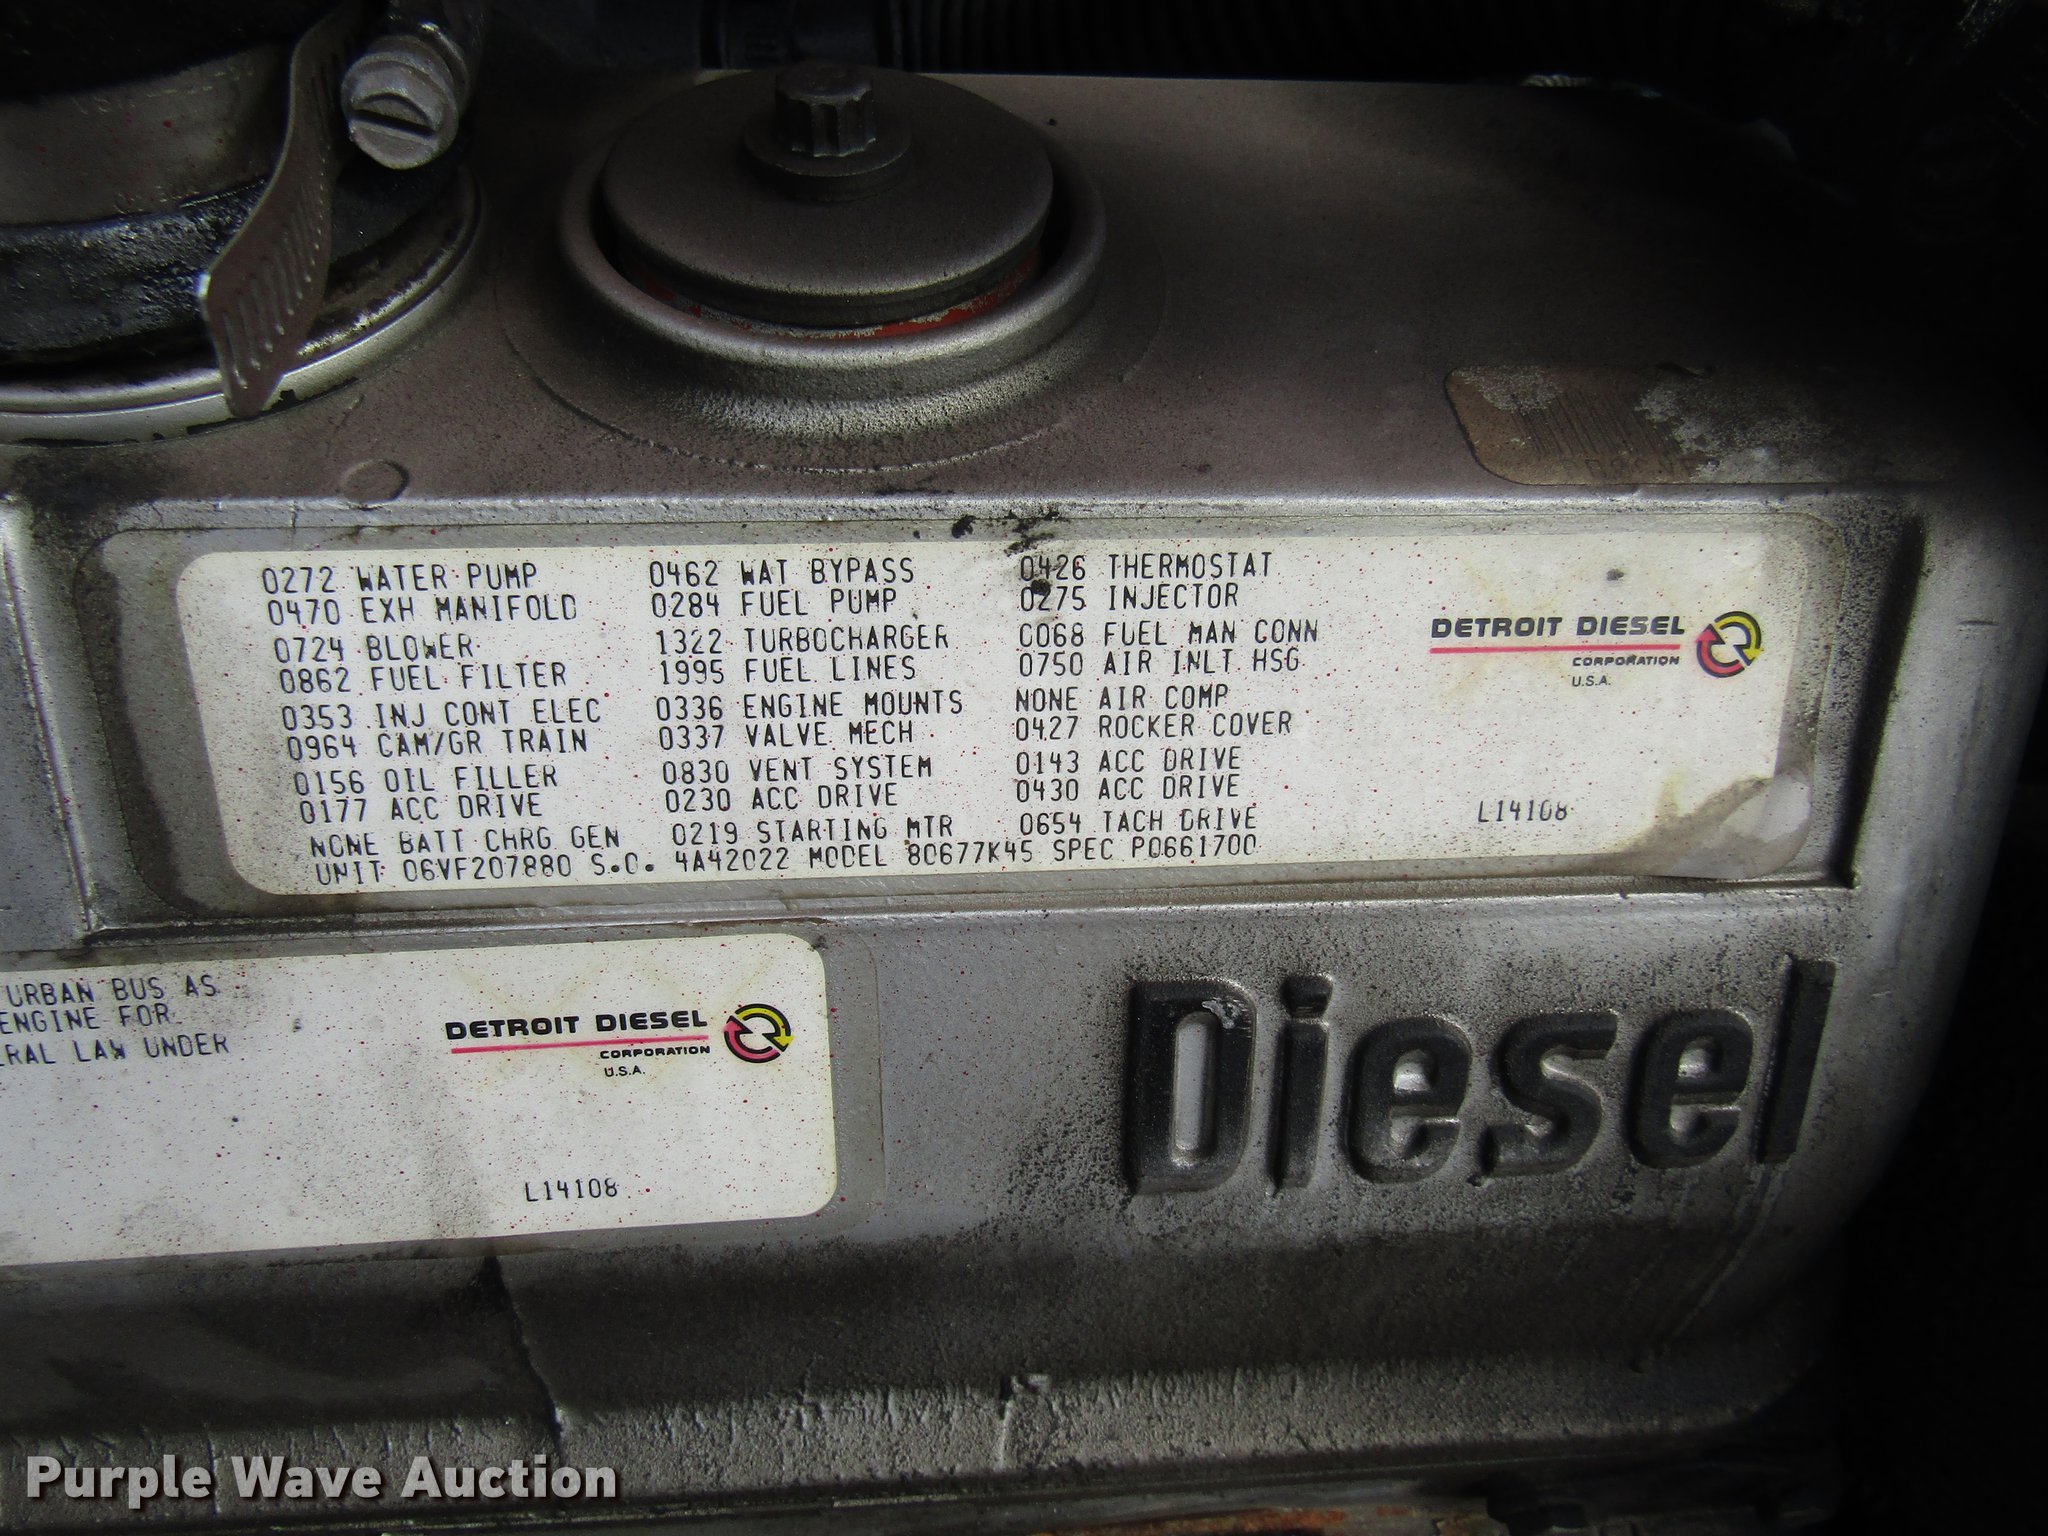 0272 WATER PUMP 0462 WAT BYPASS 0426 THERMOSTAT
0470 EXH MANIFOLD 0284 FUEL PUMP 0275 INJECTOR
0724 BLOWER 1322 TURBOCHARGER 0068 FUEL MAN CONN
0862 FUEL FILTER 1995 FUEL LINES 0750 AIR INLT HSG
0353 INJ CONT ELEC 0336 ENGINE MOUNTS NONE AIR COMP
0964 CAM/GR TRAIN 0337 VALVE MECH 0427 ROCKER COVER
0156 OIL FILLER 0830 VENT SYSTEM 0143 ACC DRIVE
0177 ACC DRIVE 0230 ACC DRIVE 0430 ACC DRIVE
NONE BATT CHRG GEN 0219 STARTING MTR 0654 TACH DRIVE
UNIT 06VF207880 S.O. 4A42022 MODEL 80677K45 SPEC P0661700
DETROIT DIESEL
CORPORATION
U.S.A.
L14108
URBAN BUS AS
ENGINE FOR
ERAL LAW UNDER
DETROIT DIESEL
CORPORATION
U.S.A.
L14108
Diesel
Purple Wave Auction